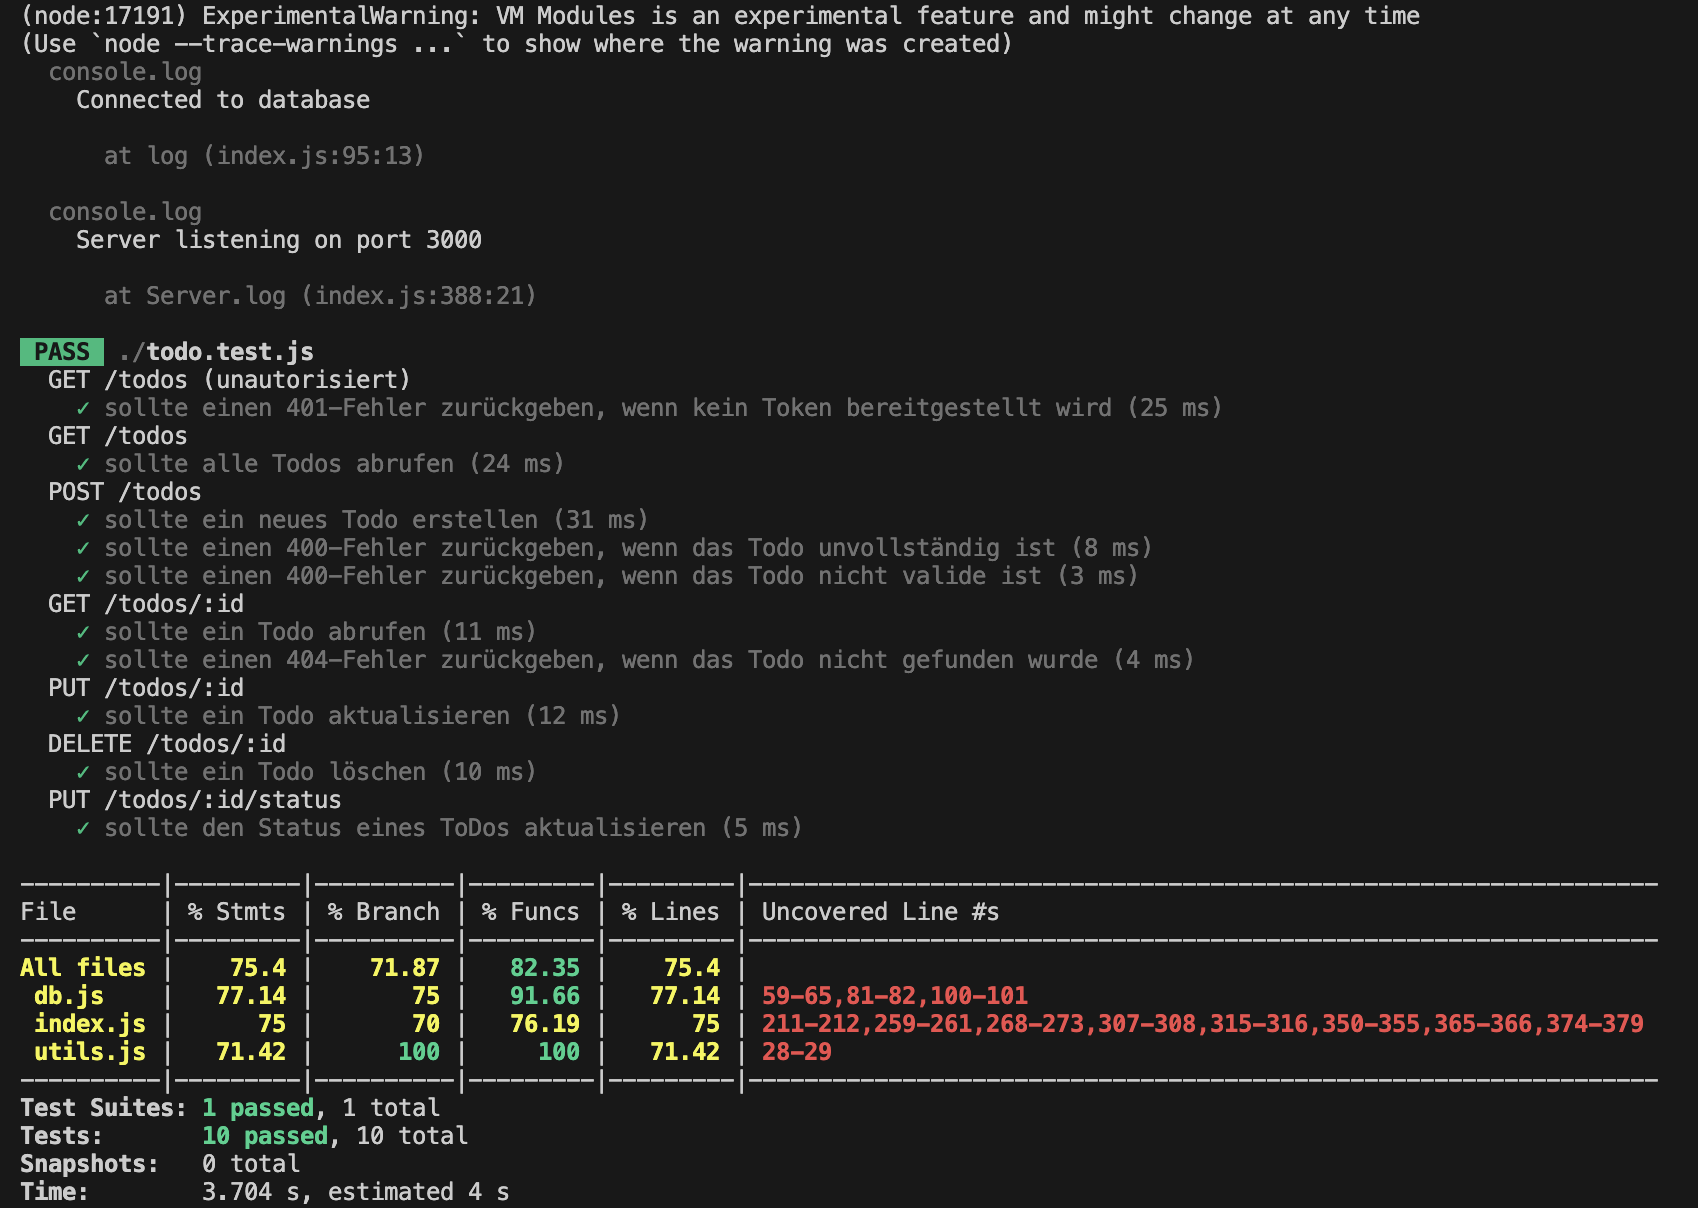 (node:17191) ExperimentalWarning: VM Modules is an experimental feature and might change at any time
(Use `node --trace-warnings ...` to show where the warning was created)
  console.log
    Connected to database

      at log (index.js:95:13)

  console.log
    Server listening on port 3000

      at Server.log (index.js:388:21)

 PASS  ./todo.test.js
  GET /todos (unautorisiert)
    ✓ sollte einen 401-Fehler zurückgeben, wenn kein Token bereitgestellt wird (25 ms)
  GET /todos
    ✓ sollte alle Todos abrufen (24 ms)
  POST /todos
    ✓ sollte ein neues Todo erstellen (31 ms)
    ✓ sollte einen 400-Fehler zurückgeben, wenn das Todo unvollständig ist (8 ms)
    ✓ sollte einen 400-Fehler zurückgeben, wenn das Todo nicht valide ist (3 ms)
  GET /todos/:id
    ✓ sollte ein Todo abrufen (11 ms)
    ✓ sollte einen 404-Fehler zurückgeben, wenn das Todo nicht gefunden wurde (4 ms)
  PUT /todos/:id
    ✓ sollte ein Todo aktualisieren (12 ms)
  DELETE /todos/:id
    ✓ sollte ein Todo löschen (10 ms)
  PUT /todos/:id/status
    ✓ sollte den Status eines ToDos aktualisieren (5 ms)

----------|---------|----------|---------|---------|-----------------------------------------------------------------
File      | % Stmts | % Branch | % Funcs | % Lines | Uncovered Line #s
----------|---------|----------|---------|---------|-----------------------------------------------------------------
All files |    75.4 |    71.87 |   82.35 |    75.4 |
 db.js    |   77.14 |       75 |   91.66 |   77.14 | 59-65,81-82,100-101
 index.js |      75 |       70 |   76.19 |      75 | 211-212,259-261,268-273,307-308,315-316,350-355,365-366,374-379
 utils.js |   71.42 |      100 |     100 |   71.42 | 28-29
----------|---------|----------|---------|---------|-----------------------------------------------------------------
Test Suites: 1 passed, 1 total
Tests:       10 passed, 10 total
Snapshots:   0 total
Time:        3.704 s, estimated 4 s